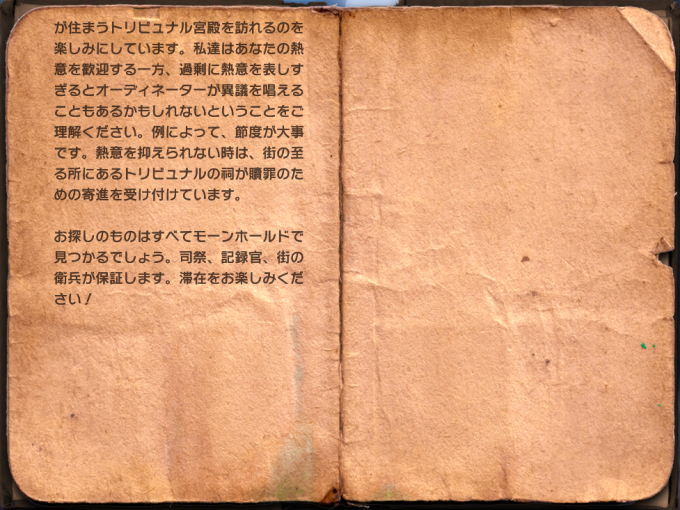 が住まうトリビュナル宮殿を訪れるのを
楽しみにしています。私達はあなたの熱
意を歓迎する一方、過剰に熱意を表しす
ぎるとオーディネーターが異議を唱える
こともあるかもしれないということをご
理解ください。例によって、節度が大事
です。熱意を抑えられない時は、街の至
る所にあるトリビュナルの祠が贖罪のた
めの寄進を受け付けています。
お探しのものはすべてモーンホールドで
見つかるでしょう。司祭、記録官、街の
衛兵が保証します。滞在をお楽しみくだ
さい！